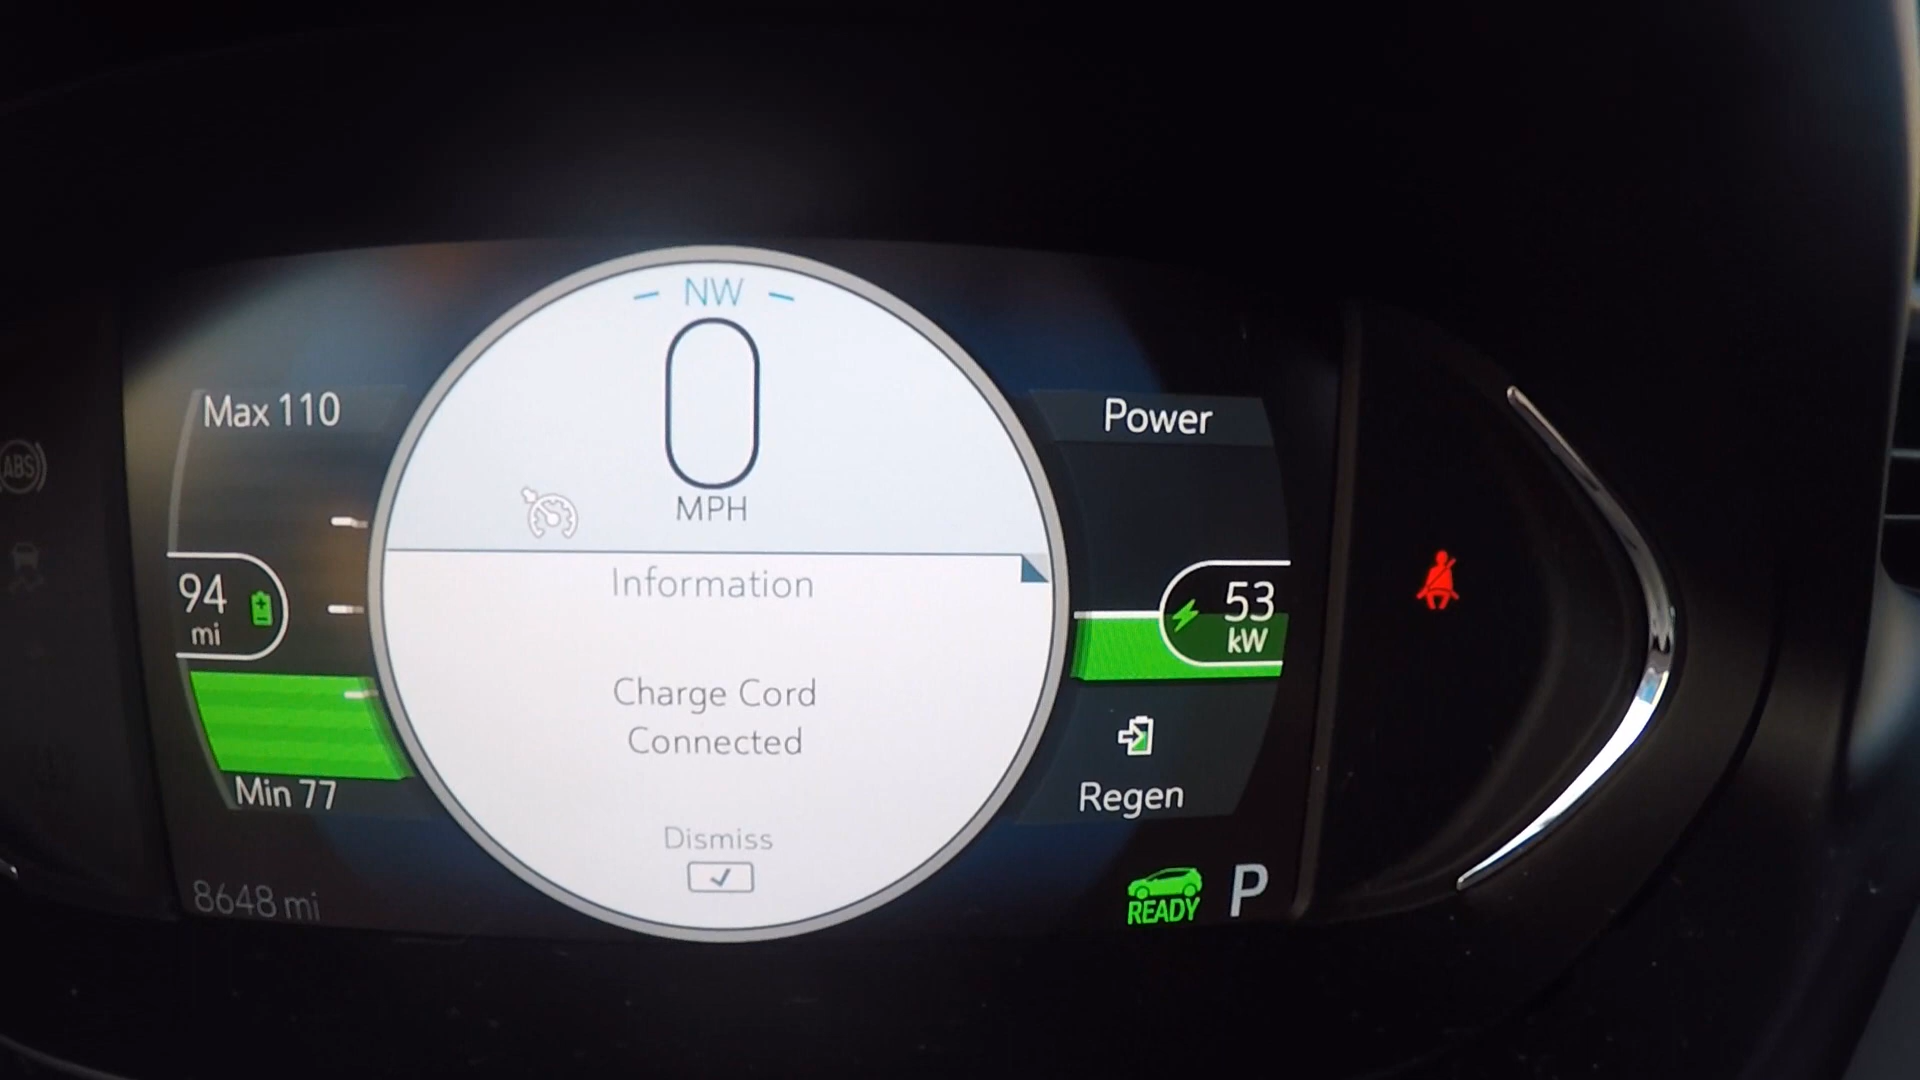 NW
0
MPH
Max 110
94
mi
Min 77
8648 mi
ABS
Information
Charge Cord
Connected
Dismiss
Power
53
kW
Regen
READY
P